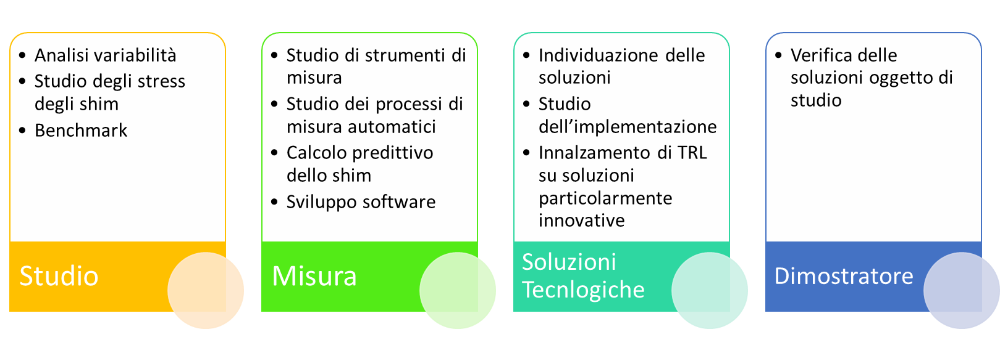 • Analisi variabilità
• Studio degli stress
degli shim
• Benchmark
Studio
• Studio di strumenti di
misura
• Studio dei processi di
misura automatici
• Calcolo predittivo
dello shim
• Sviluppo software
Misura
• Individuazione delle
soluzioni
• Studio
dell’implementazione
• Innalzamento di TRL
su soluzioni
particolarmente
innovative
Soluzioni
Tecnlogiche
• Verifica delle
soluzioni oggetto di
studio
Dimostratore